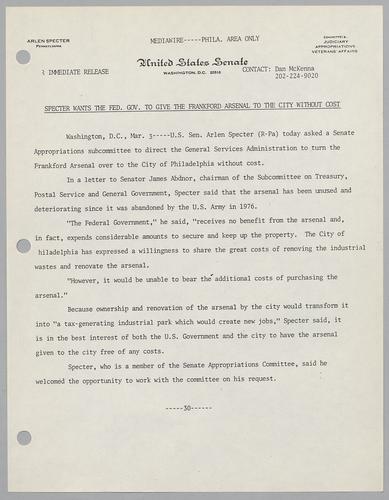 ARLEN SPECTER
PENNSYLVANIA
MEDIAWIRE-----PHILA. AREA ONLY
COMMITTEES:
JUDICIARY
APPROPRIATIONS
VETERANS' AFFAIRS
United States Senate
WASHINGTON, D.C. 20510
R IMMEDIATE RELEASE
CONTACT: Dan McKenna
202-224-9020
SPECTER WANTS THE FED. GOV. TO GIVE THE FRANKFORD ARSENAL TO THE CITY WITHOUT COST
Washington, D.C., Mar. 3-----U.S. Sen. Arlen Specter (R-Pa) today asked a Senate
Appropriations subcommittee to direct the General Services Administration to turn the
Frankford Arsenal over to the City of Philadelphia without cost.
In a letter to Senator James Abdnor, chairman of the Subcommittee on Treasury,
Postal Service and General Government, Specter said that the arsenal has been unused and
deteriorating since it was abandoned by the U.S. Army in 1976.
"The Federal Government," he said, "receives no benefit from the arsenal and,
in fact, expends considerable amounts to secure and keep up the property. The City of
hiladelphia has expressed a willingness to share the great costs of removing the industrial
wastes and renovate the arsenal.
"However, it would be unable to bear the additional costs of purchasing the
arsenal."
Because ownership and renovation of the arsenal by the city would transform it
into "a tax-generating industrial park which would create new jobs," Specter said, it
is in the best interest of both the U.S. Government and the city to have the arsenal
given to the city free of any costs.
Specter, who is a member of the Senate Appropriations Committee, said he
welcomed the opportunity to work with the committee on his request.
-----30------